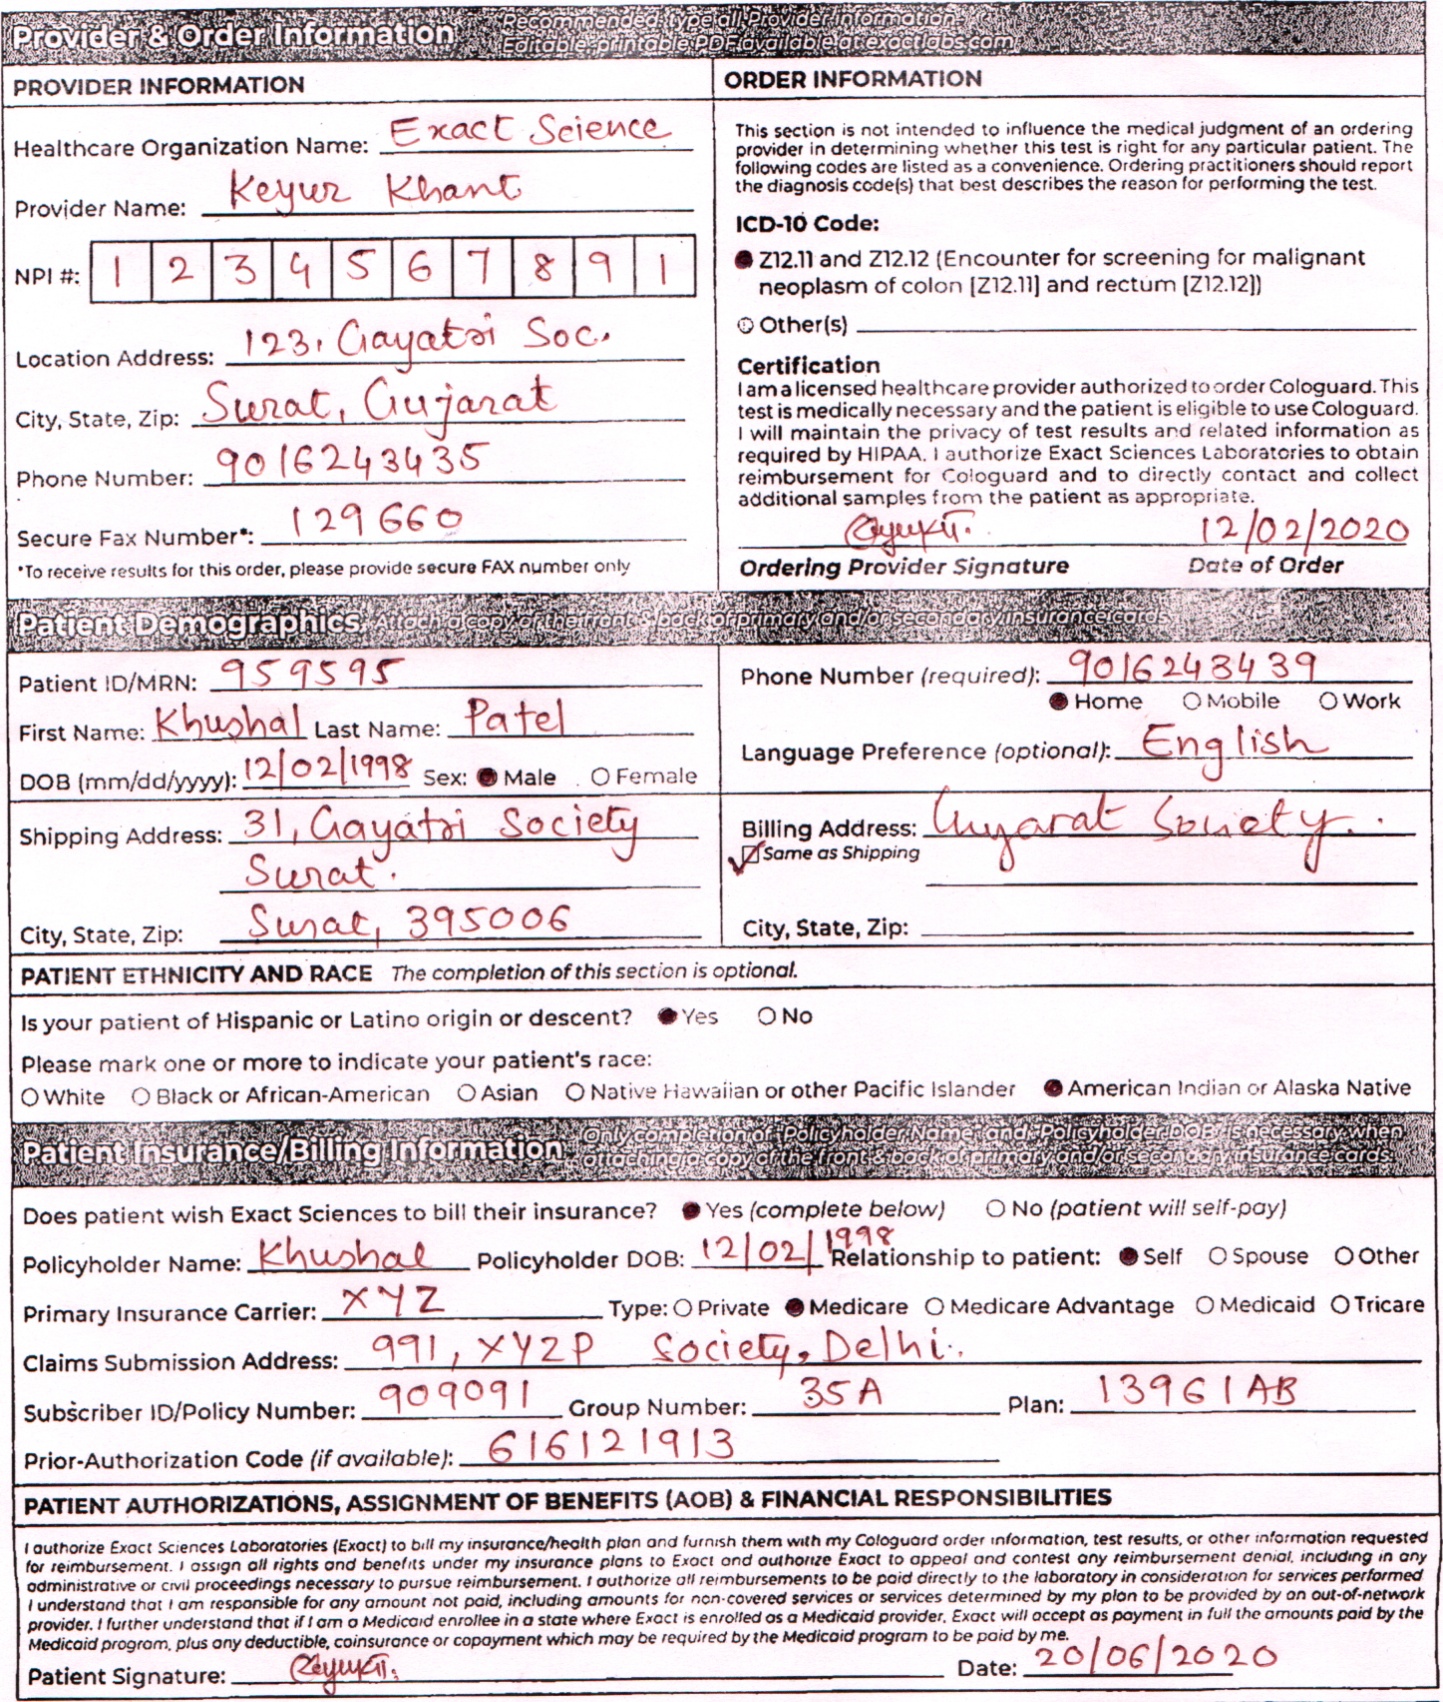 Provider & Order Information Recommended: type all Provider information.
Editable-printable PDF available at exactlabs.com
PROVIDER INFORMATION
Healthcare Organization Name: Exact Science
Provider Name: Keyur Khant
NPI #: 1 2 3 4 5 6 7 8 9 1
Location Address: 123, Gayatri Soc.
City, State, Zip: Surat, Gujarat
Phone Number: 9016243435
Secure Fax Number*: 129660
*To receive results for this order, please provide secure FAX number only
ORDER INFORMATION
This section is not intended to influence the medical judgment of an ordering
provider in determining whether this test is right for any particular patient. The
following codes are listed as a convenience. Ordering practitioners should report
the diagnosis code(s) that best describes the reason for performing the test.
ICD-10 Code:
Z12.11 and Z12.12 (Encounter for screening for malignant
neoplasm of colon [Z12.11] and rectum [Z12.12])
Other(s)
Certification
I am a licensed healthcare provider authorized to order Cologuard. This
test is medically necessary and the patient is eligible to use Cologuard.
I will maintain the privacy of test results and related information as
required by HIPAA. I authorize Exact Sciences Laboratories to obtain
reimbursement for Cologuard and to directly contact and collect
additional samples from the patient as appropriate.
12/02/2020
Ordering Provider Signature Date of Order
Patient Demographics Attach a copy of the front & back of primary and/or secondary insurance cards
Patient ID/MRN: 959595
First Name: Khushal Last Name: Patel
DOB (mm/dd/yyyy): 12/02/1998 Sex: Male Female
Phone Number (required): 9016243439
Home Mobile Work
Language Preference (optional): English
Shipping Address: 31, Gayatri Society
Surat.
City, State, Zip: Surat, 395006
Billing Address: Gujarat Society.
Same as Shipping
City, State, Zip:
PATIENT ETHNICITY AND RACE The completion of this section is optional.
Is your patient of Hispanic or Latino origin or descent? Yes No
Please mark one or more to indicate your patient's race:
White Black or African-American Asian Native Hawaiian or other Pacific Islander American Indian or Alaska Native
Patient Insurance/Billing Information Only completion of Policyholder Name and Policyholder DOB is necessary when
attaching a copy of the front & back of primary and/or secondary insurance cards.
Does patient wish Exact Sciences to bill their insurance? Yes (complete below) No (patient will self-pay)
Policyholder Name: Khushal Policyholder DOB: 12/02/1998 Relationship to patient: Self Spouse Other
Primary Insurance Carrier: XYZ Type: Private Medicare Medicare Advantage Medicaid Tricare
Claims Submission Address: 991, XYZP Society, Delhi.
Subscriber ID/Policy Number: 909091 Group Number: 35A Plan: 13961AB
Prior-Authorization Code (if available): 616121913
PATIENT AUTHORIZATIONS, ASSIGNMENT OF BENEFITS (AOB) & FINANCIAL RESPONSIBILITIES
I authorize Exact Sciences Laboratories (Exact) to bill my insurance/health plan and furnish them with my Cologuard order information, test results, or other information requested
for reimbursement. I assign all rights and benefits under my insurance plans to Exact and authorize Exact to appeal and contest any reimbursement denial, including in any
administrative or civil proceedings necessary to pursue reimbursement. I authorize all reimbursements to be paid directly to the laboratory in consideration for services performed
I understand that I am responsible for any amount not paid, including amounts for non-covered services or services determined by my plan to be provided by an out-of-network
provider. I further understand that if I am a Medicaid enrollee in a state where Exact is enrolled as a Medicaid provider, Exact will accept as payment in full the amounts paid by the
Medicaid program, plus any deductible, coinsurance or copayment which may be required by the Medicaid program to be paid by me.
Patient Signature: Date: 20/06/2020